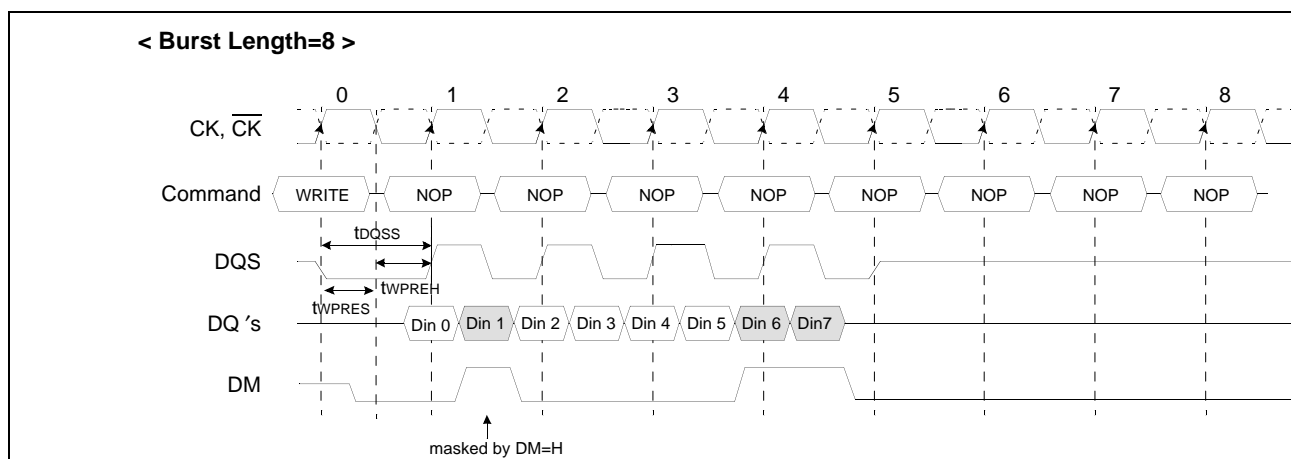 < Burst Length=8 >
0 1 2 3 4 5 6 7 8
CK, CK
Command WRITE NOP NOP NOP NOP NOP NOP NOP NOP
tDQSS
DQS
tWPREH
tWPRES
DQ ′s Din 0 Din 1 Din 2 Din 3 Din 4 Din 5 Din 6 Din7
DM
masked by DM=H